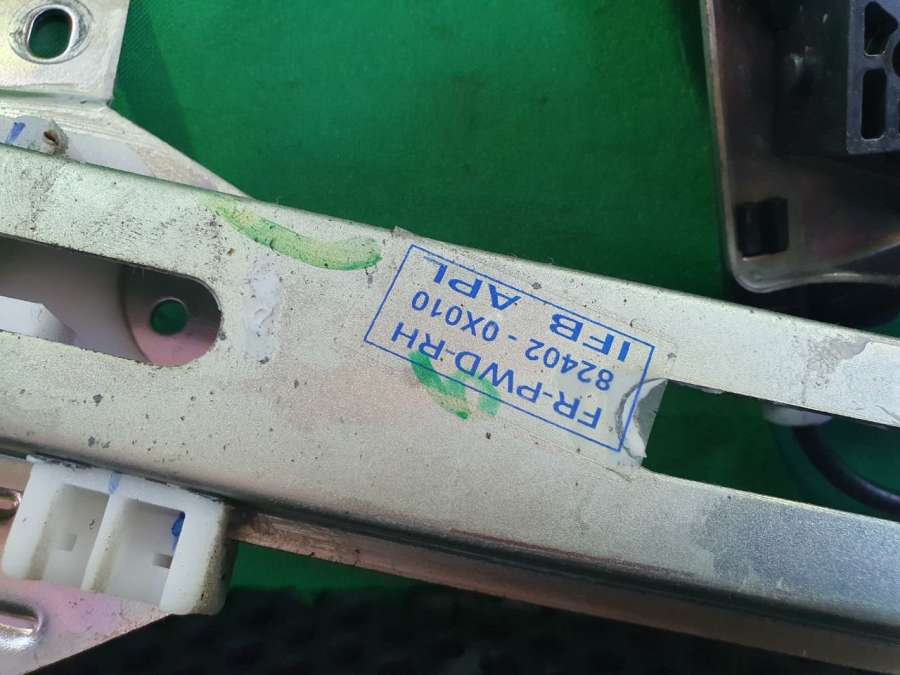 FR-PWD-RH
82402 - 0X010
IFB APL